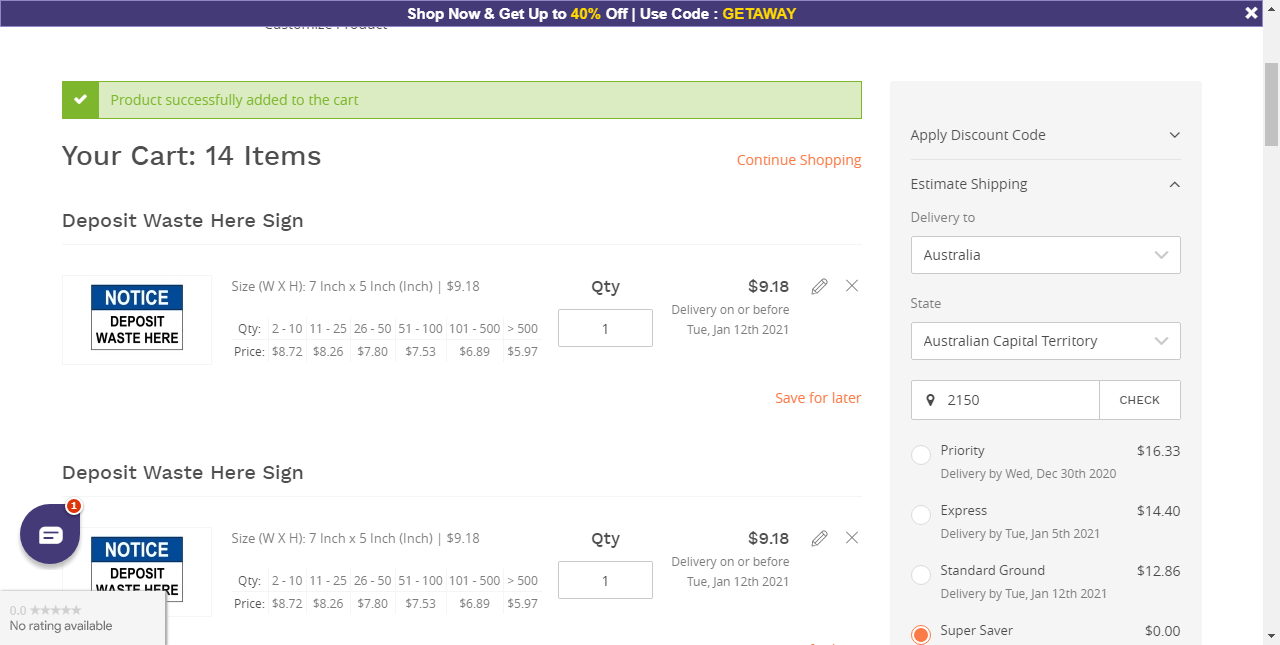 Shop Now & Get Up to 40% Off | Use Code : GETAWAY
Customize Product
Product successfully added to the cart
Your Cart: 14 Items
Continue Shopping
Deposit Waste Here Sign
NOTICE
DEPOSIT
WASTE HERE
Size (W X H): 7 Inch x 5 Inch (Inch) | $9.18
Qty: 2 - 10 11 - 25 26 - 50 51 - 100 101 - 500 > 500
Price: $8.72 $8.26 $7.80 $7.53 $6.89 $5.97
Qty
1
$9.18
Delivery on or before
Tue, Jan 12th 2021
Save for later
Deposit Waste Here Sign
NOTICE
DEPOSIT
WASTE HERE
Size (W X H): 7 Inch x 5 Inch (Inch) | $9.18
Qty: 2 - 10 11 - 25 26 - 50 51 - 100 101 - 500 > 500
Price: $8.72 $8.26 $7.80 $7.53 $6.89 $5.97
Qty
1
$9.18
Delivery on or before
Tue, Jan 12th 2021
1
0.0
No rating available
Apply Discount Code
Estimate Shipping
Delivery to
Australia
State
Australian Capital Territory
2150
CHECK
Priority $16.33
Delivery by Wed, Dec 30th 2020
Express $14.40
Delivery by Tue, Jan 5th 2021
Standard Ground $12.86
Delivery by Tue, Jan 12th 2021
Super Saver $0.00